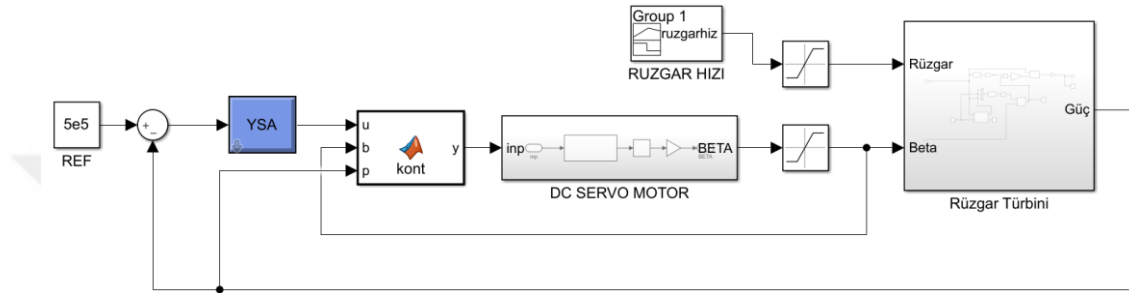 Group 1
ruzgarhiz
RUZGAR HIZI
Rüzgar
Güç
Beta
Rüzgar Türbini
5e5
REF
+
−
YSA
u
b
p
y
kont
inp
BETA
DC SERVO MOTOR